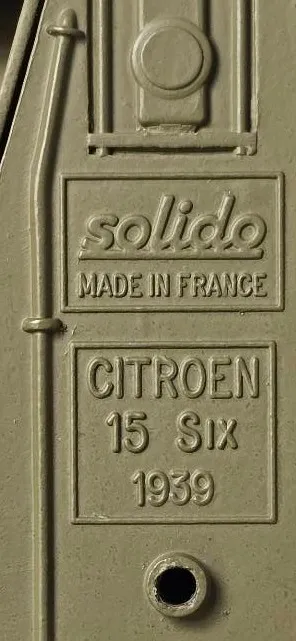 solido
MADE IN FRANCE
CITROEN
15 Six
1939